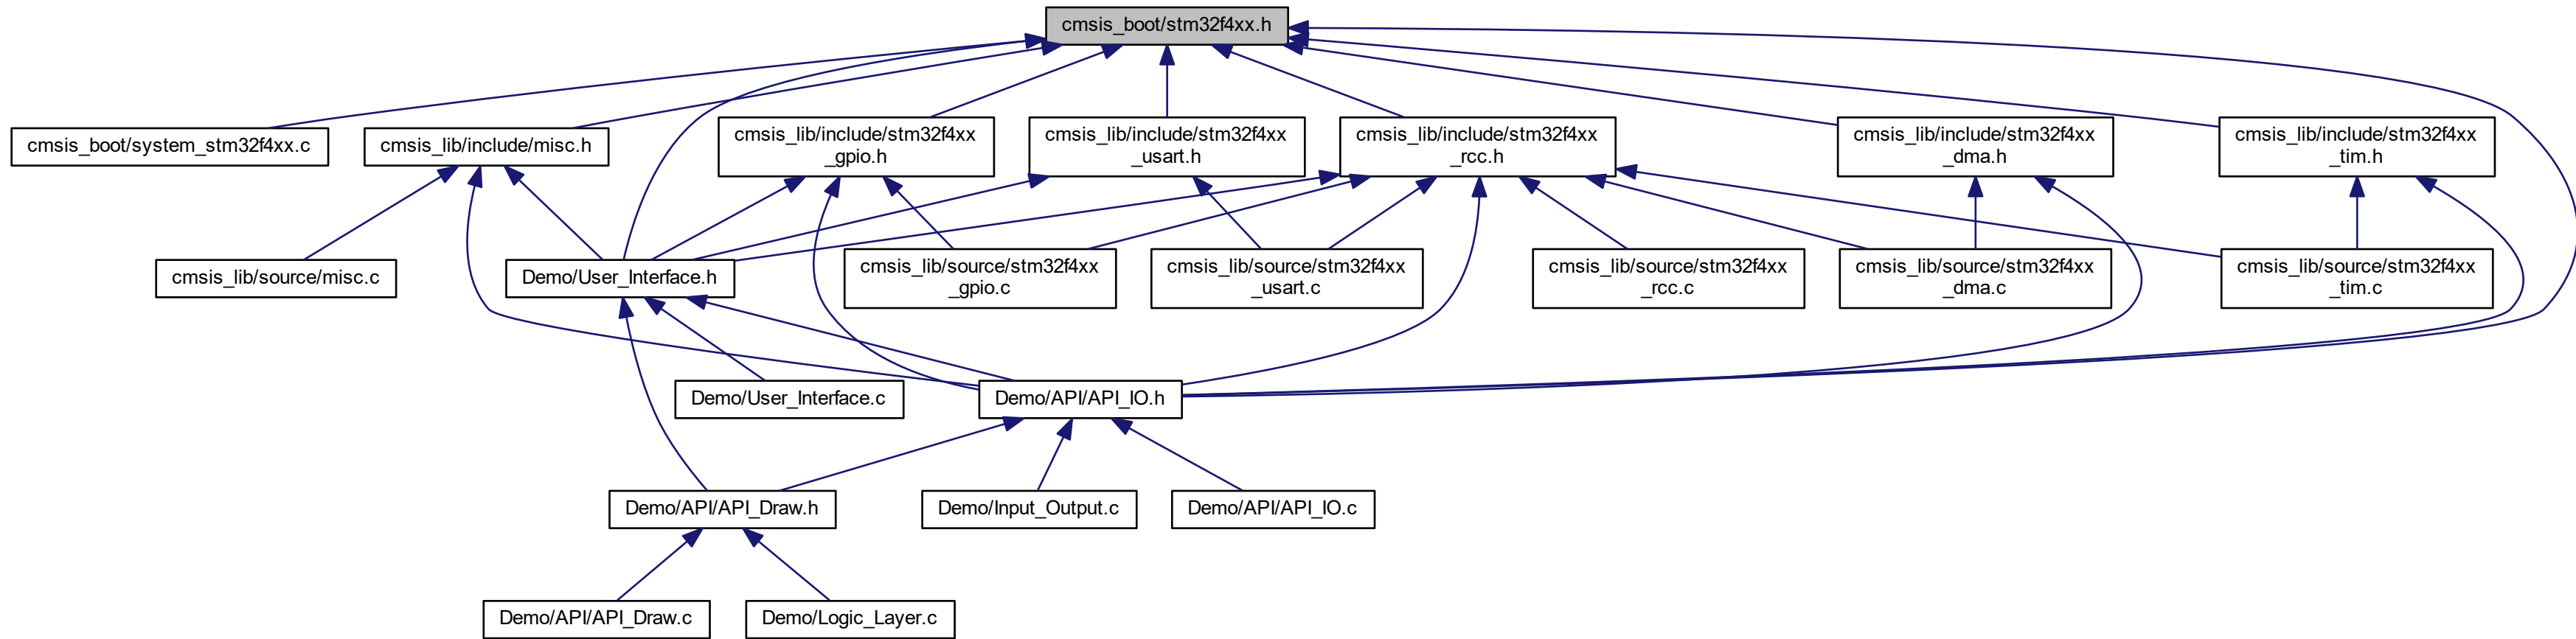 cmsis_boot/stm32f4xx.h
cmsis_boot/system_stm32f4xx.c
cmsis_lib/include/misc.h
cmsis_lib/include/stm32f4xx
_gpio.h
cmsis_lib/include/stm32f4xx
_usart.h
cmsis_lib/include/stm32f4xx
_rcc.h
cmsis_lib/include/stm32f4xx
_dma.h
cmsis_lib/include/stm32f4xx
_tim.h
cmsis_lib/source/misc.c
Demo/User_Interface.h
cmsis_lib/source/stm32f4xx
_gpio.c
cmsis_lib/source/stm32f4xx
_usart.c
cmsis_lib/source/stm32f4xx
_rcc.c
cmsis_lib/source/stm32f4xx
_dma.c
cmsis_lib/source/stm32f4xx
_tim.c
Demo/User_Interface.c
Demo/API/API_IO.h
Demo/API/API_Draw.h
Demo/Input_Output.c
Demo/API/API_IO.c
Demo/API/API_Draw.c
Demo/Logic_Layer.c